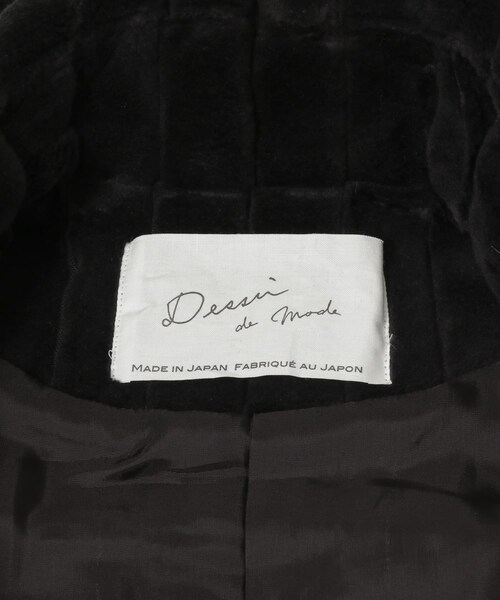 Dessin
de Mode
MADE IN JAPAN FABRIQUÉ AU JAPON